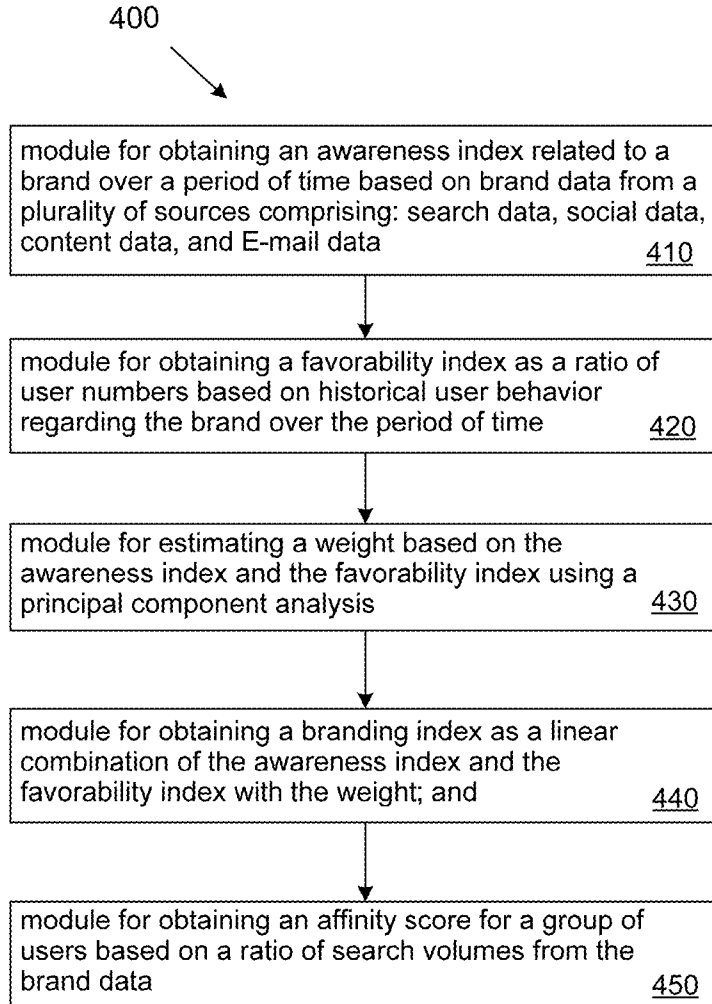 400
module for obtaining an awareness index related to a
brand over a period of time based on brand data from a
plurality of sources comprising: search data, social data,
content data, and E-mail data
410
module for obtaining a favorability index as a ratio of
user numbers based on historical user behavior
regarding the brand over the period of time
420
module for estimating a weight based on the
awareness index and the favorability index using a
principal component analysis
430
module for obtaining a branding index as a linear
combination of the awareness index and the
favorability index with the weight; and
440
module for obtaining an affinity score for a group of
users based on a ratio of search volumes from the
brand data
450